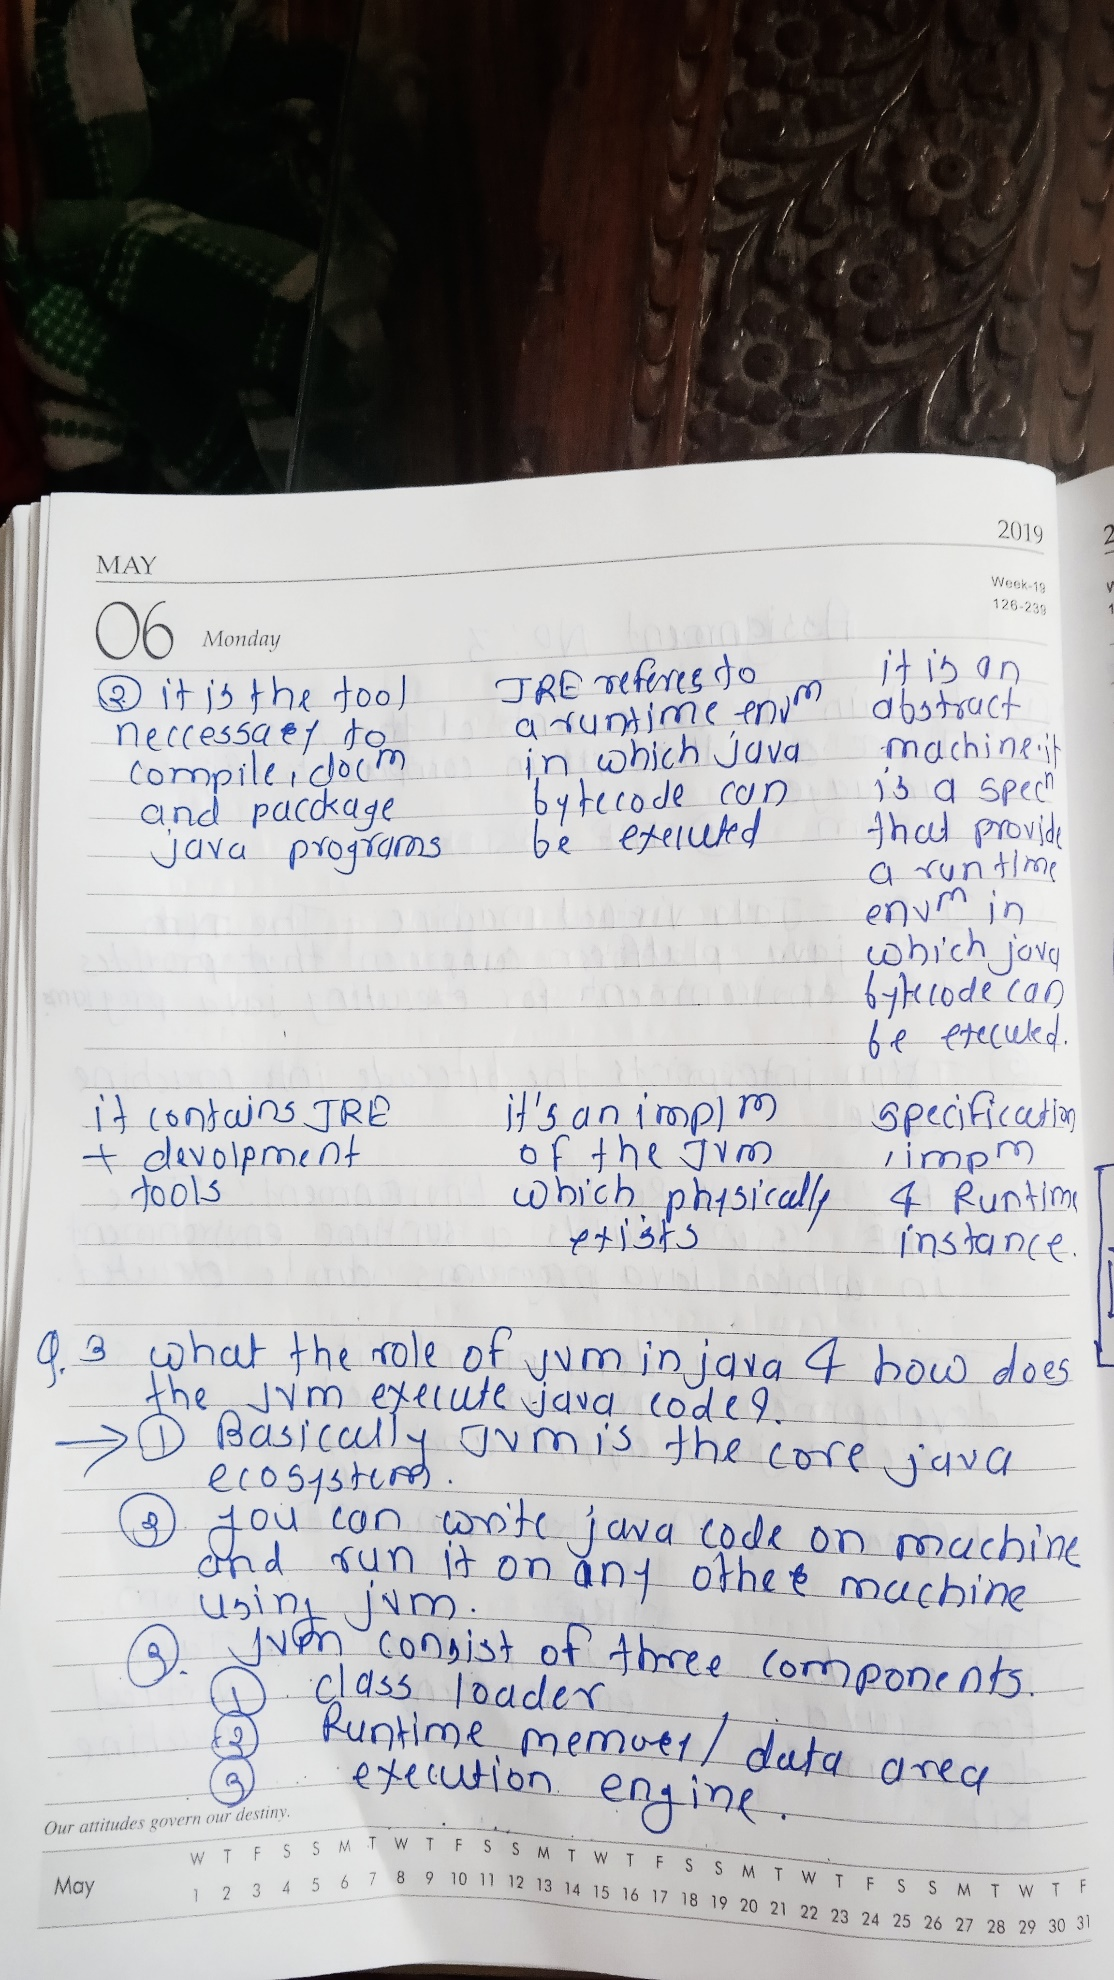 MAY
2019
06 Monday
Week-19
126-239
② it is the tool
neccessaey to
compile, docm
and pacckage
java programs
JRE referes to
a runtime envm
in which java
bytecode can
be executed
it is an
abstract
machine.it
is a specn
that provide
a run time
envm in
which java
bytecode can
be executed.
it contains JRE
+ devolpment
tools
it's an implm
of the Jvm
which physically
exists
specification
, impm
& Runtime
instance.
Q.3 what the role of jvm in java & how does
the Jvm execute java code?.
→ ① Basically Jvm is the core java
ecosystem.
② you can write java code on machine
and run it on any other machine
using jvm.
③. Jvm consist of three components.
① class loader
② Runtime memoey / data area
③ execution engine.
Our attitudes govern our destiny.
W T F S S M T W T F S S M T W T F S S M T W T F S S M T W T F
May 1 2 3 4 5 6 7 8 9 10 11 12 13 14 15 16 17 18 19 20 21 22 23 24 25 26 27 28 29 30 31